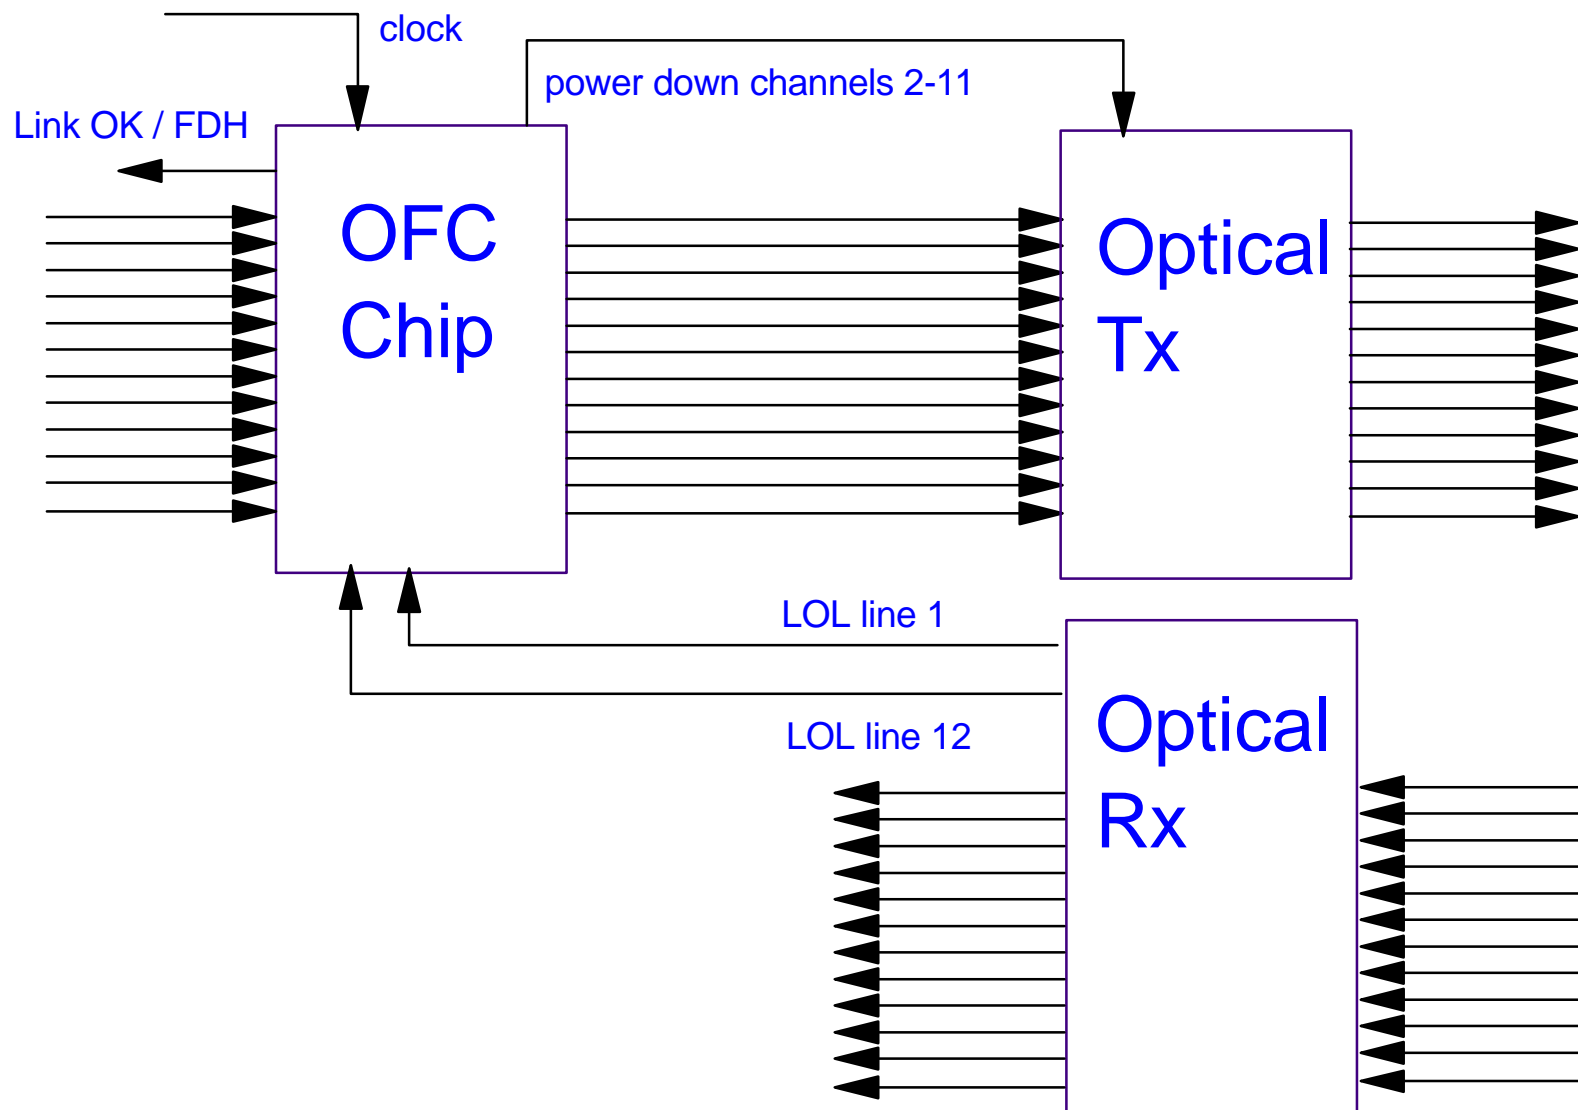 clock
power down channels 2-11
Link OK / FDH
OFC
Chip
Optical
Tx
LOL line 1
LOL line 12
Optical
Rx